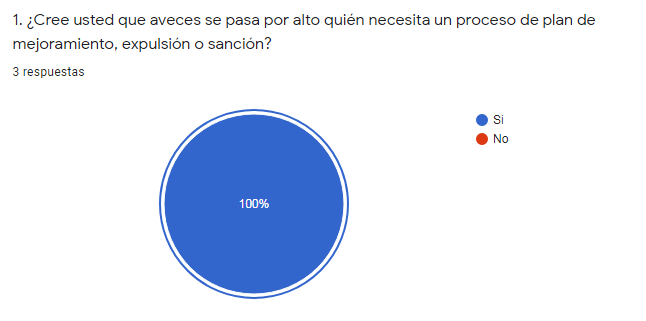 1. ¿Cree usted que aveces se pasa por alto quién necesita un proceso de plan de
mejoramiento, expulsión o sanción?
3 respuestas
Si
No
100%